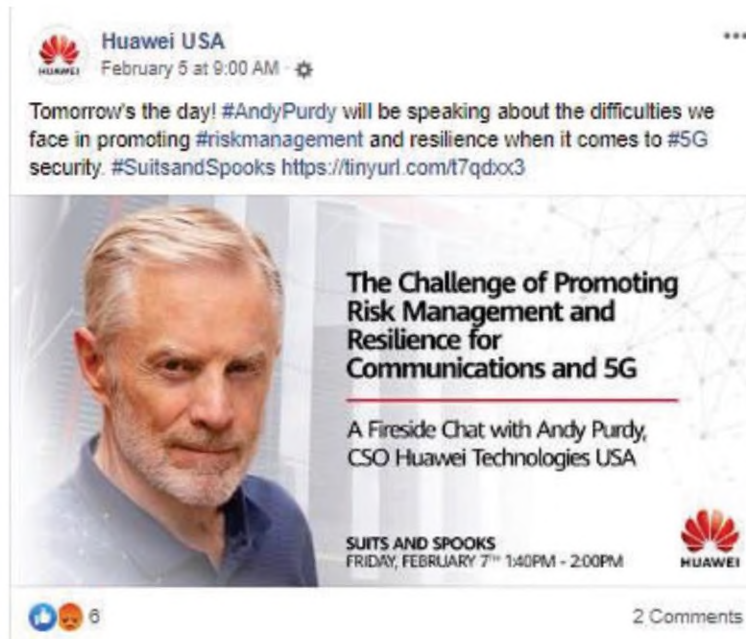 Huawei USA
February 5 at 9:00 AM ·
HUAWEI
Tomorrow's the day! #AndyPurdy will be speaking about the difficulties we
face in promoting #riskmanagement and resilience when it comes to #5G
security. #SuitsandSpooks https://tinyurl.com/t7qdxx3
The Challenge of Promoting
Risk Management and
Resilience for
Communications and 5G
A Fireside Chat with Andy Purdy,
CSO Huawei Technologies USA
SUITS AND SPOOKS
FRIDAY, FEBRUARY 7TH 1:40PM - 2:00PM
HUAWEI
6
2 Comments